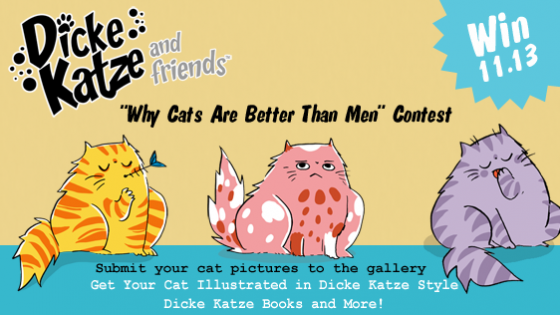 Dicke
Katze and
friends™
Win
11.13
"Why Cats Are Better Than Men" Contest
Submit your cat pictures to the gallery
Get Your Cat Illustrated in Dicke Katze Style
Dicke Katze Books and More!